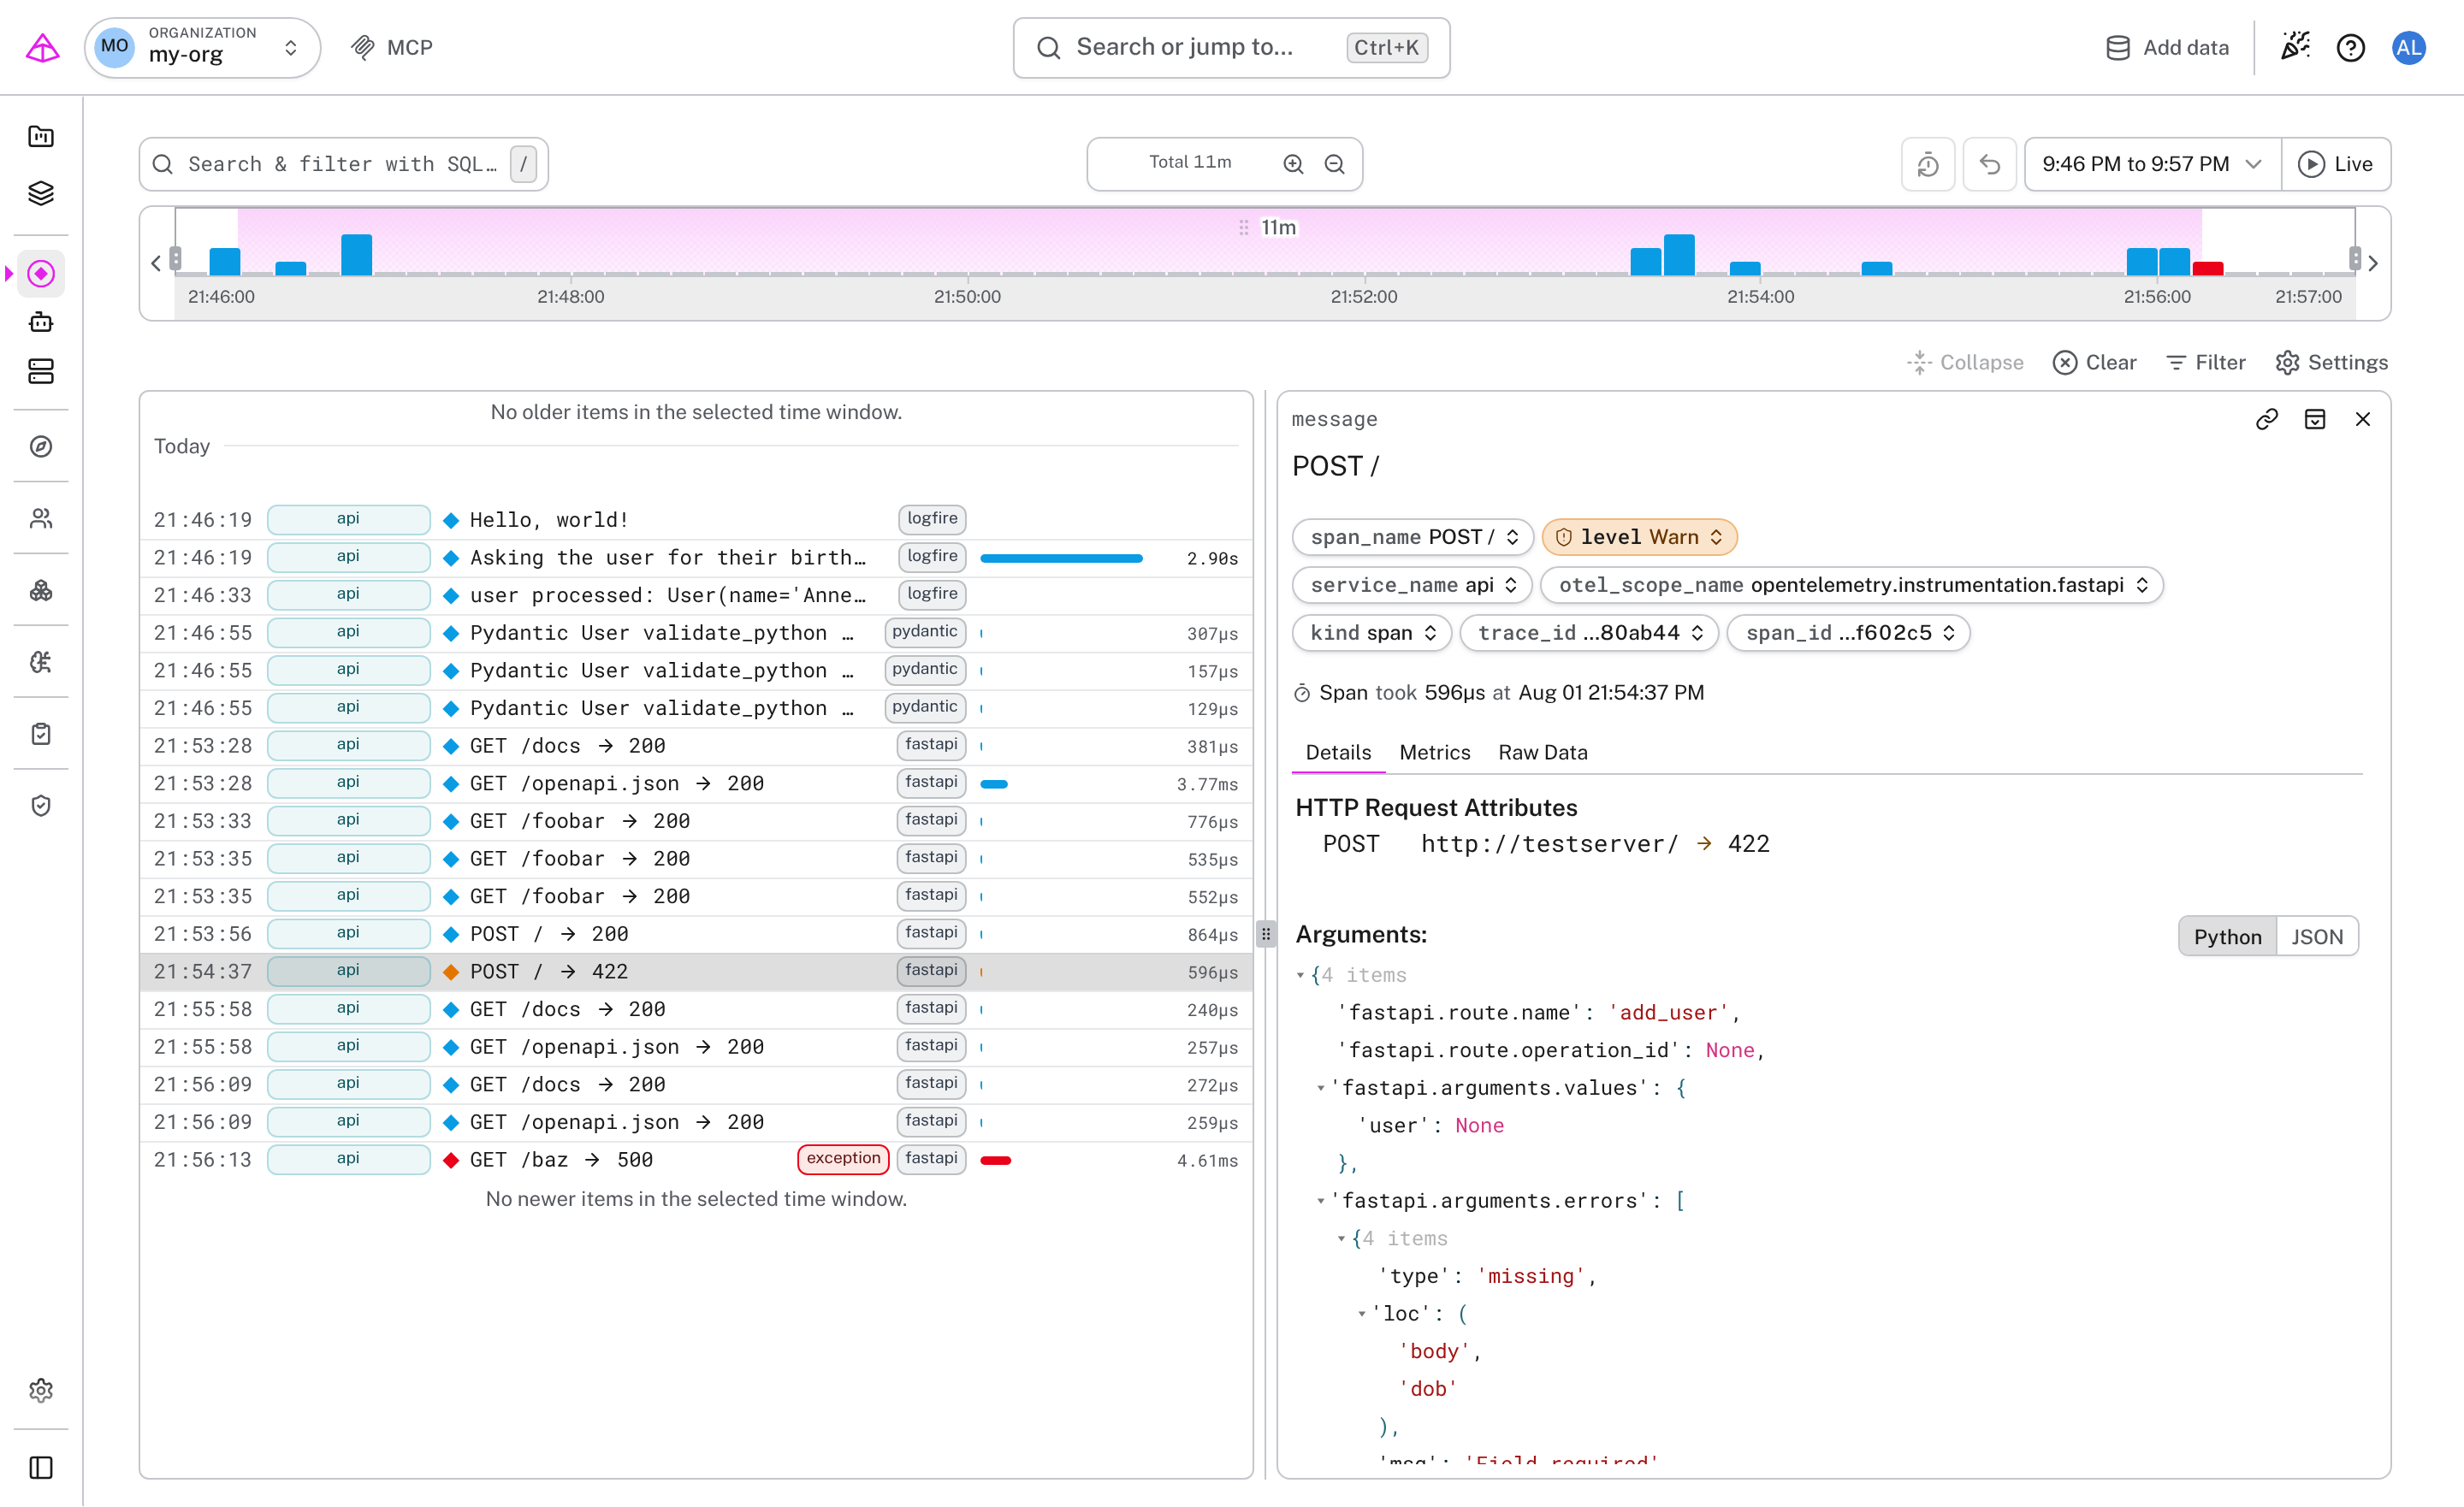 MO ORGANIZATION my-org MCP Search or jump to... Ctrl+K Add data AL
Search & filter with SQL… / Total 11m 9:46 PM to 9:57 PM Live
11m
21:46:00 21:48:00 21:50:00 21:52:00 21:54:00 21:56:00 21:57:00
Collapse Clear Filter Settings
No older items in the selected time window.
Today
21:46:19 api Hello, world! logfire
21:46:19 api Asking the user for their birth… logfire 2.90s
21:46:33 api user processed: User(name='Anne… logfire
21:46:55 api Pydantic User validate_python … pydantic 307µs
21:46:55 api Pydantic User validate_python … pydantic 157µs
21:46:55 api Pydantic User validate_python … pydantic 129µs
21:53:28 api GET /docs → 200 fastapi 381µs
21:53:28 api GET /openapi.json → 200 fastapi 3.77ms
21:53:33 api GET /foobar → 200 fastapi 776µs
21:53:35 api GET /foobar → 200 fastapi 535µs
21:53:35 api GET /foobar → 200 fastapi 552µs
21:53:56 api POST / → 200 fastapi 864µs
21:54:37 api POST / → 422 fastapi 596µs
21:55:58 api GET /docs → 200 fastapi 240µs
21:55:58 api GET /openapi.json → 200 fastapi 257µs
21:56:09 api GET /docs → 200 fastapi 272µs
21:56:09 api GET /openapi.json → 200 fastapi 259µs
21:56:13 api GET /baz → 500 exception fastapi 4.61ms
No newer items in the selected time window.
message
POST /
span_name POST / level Warn
service_name api otel_scope_name opentelemetry.instrumentation.fastapi
kind span trace_id ...80ab44 span_id ...f602c5
Span took 596µs at Aug 01 21:54:37 PM
Details Metrics Raw Data
HTTP Request Attributes
POST http://testserver/ → 422
Arguments: Python JSON
{4 items
'fastapi.route.name': 'add_user',
'fastapi.route.operation_id': None,
'fastapi.arguments.values': {
'user': None
},
'fastapi.arguments.errors': [
{4 items
'type': 'missing',
'loc': (
'body',
'dob'
),
'msg': 'Field required'